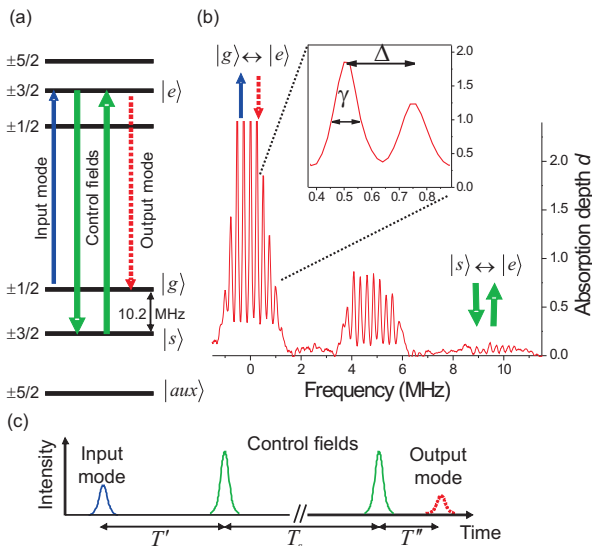 (a)
±5/2
±3/2
|e⟩
±1/2
Input mode
Control fields
Output mode
±1/2
|g⟩
10.2 MHz
±3/2
|s⟩
±5/2
|aux⟩
(b)
|g⟩↔|e⟩
Δ
γ
2.0
1.5
1.0
0.5
0.0
0.4 0.5 0.6 0.7 0.8
|s⟩↔|e⟩
2.0
1.5
1.0
0.5
0.0
Absorption depth d
0 2 4 6 8 10
Frequency (MHz)
(c)
Intensity
Input mode
Control fields
Output mode
T' T_s T'' Time